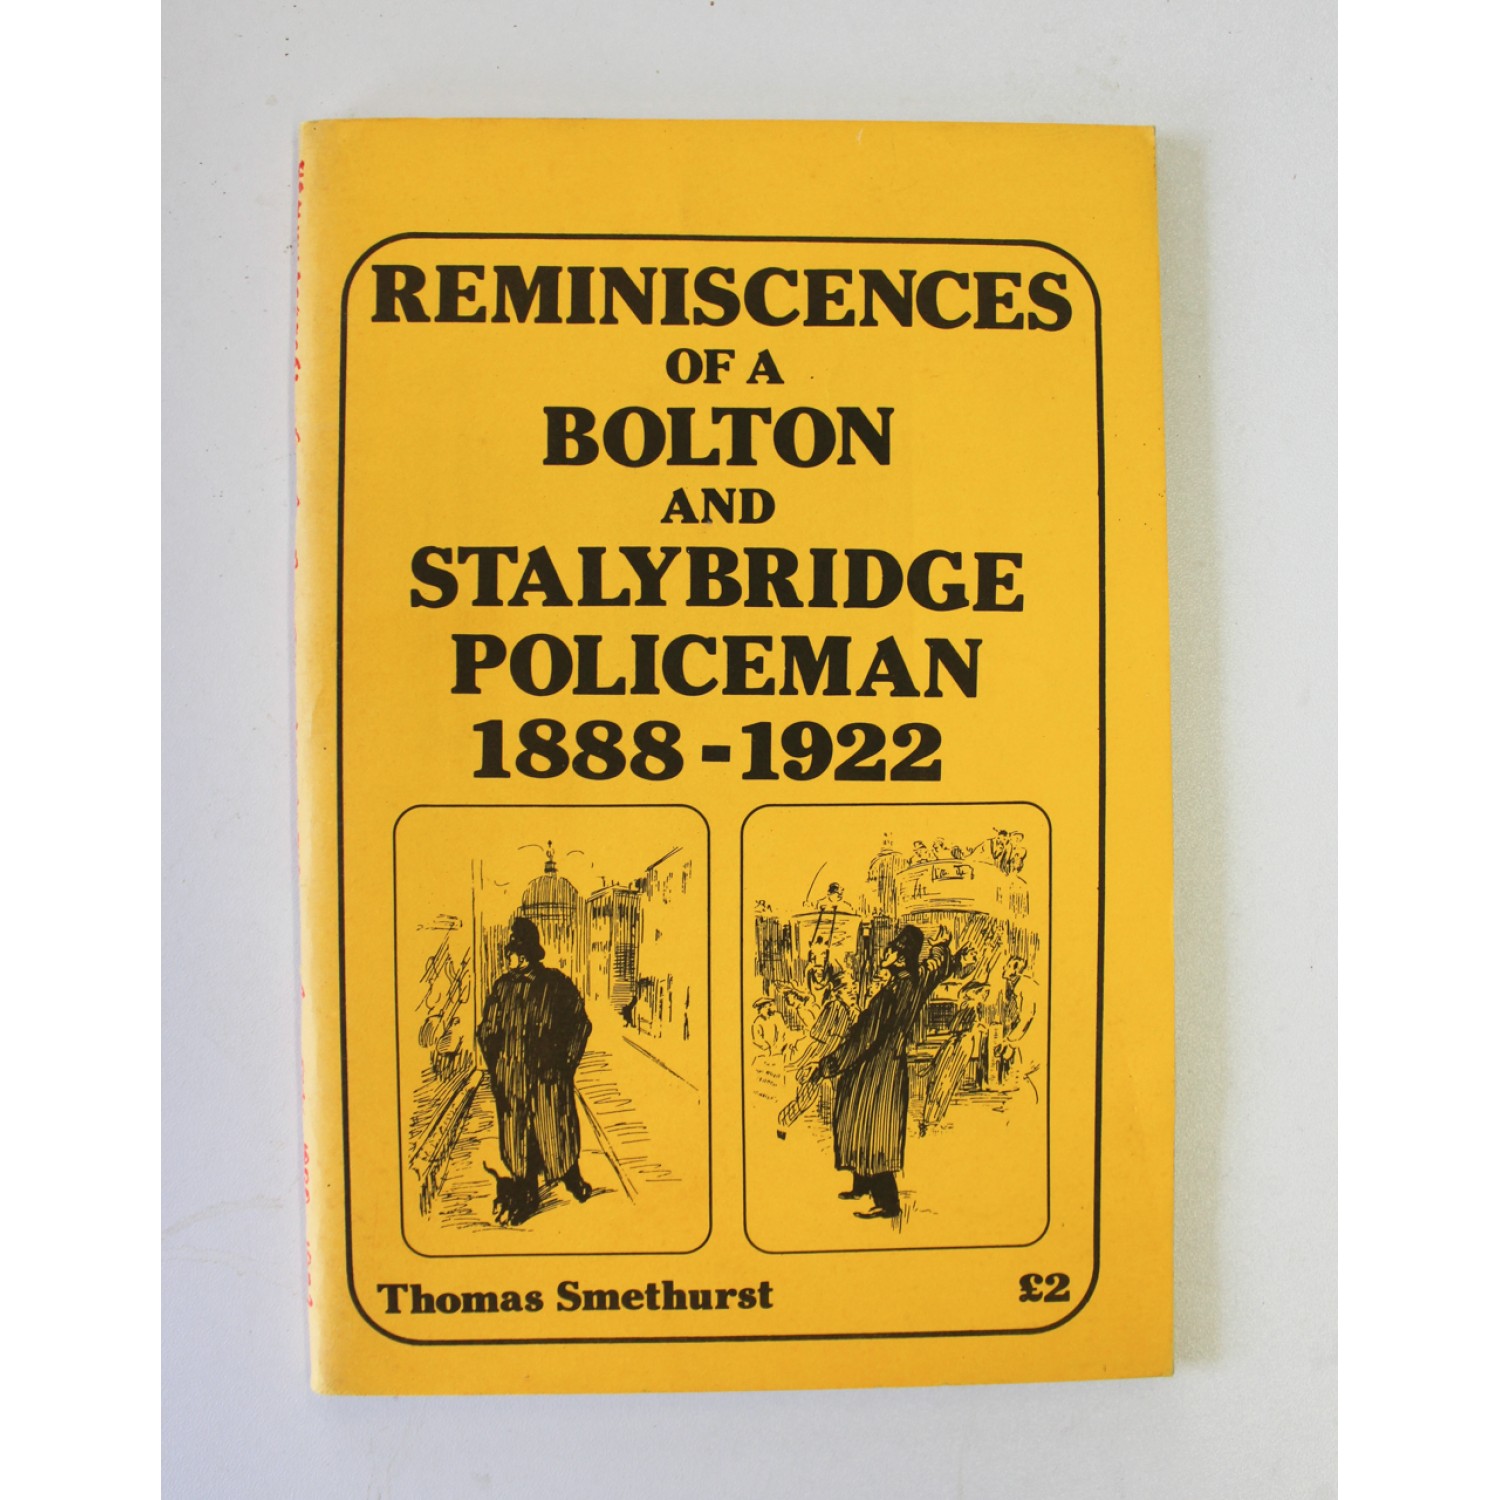 REMINISCENCES
OF A
BOLTON
AND
STALYBRIDGE
POLICEMAN
1888-1922
Thomas Smethurst
£2